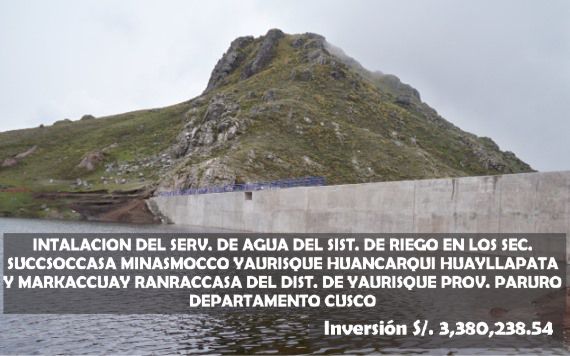 INTALACION DEL SERV. DE AGUA DEL SIST. DE RIEGO EN LOS SEC.
SUCCSOCCASA MINASMOCCO YAURISQUE HUANCARQUI HUAYLLAPATA
Y MARKACCUAY RANRACCASA DEL DIST. DE YAURISQUE PROV. PARURO
DEPARTAMENTO CUSCO
Inversión S/. 3,380,238.54